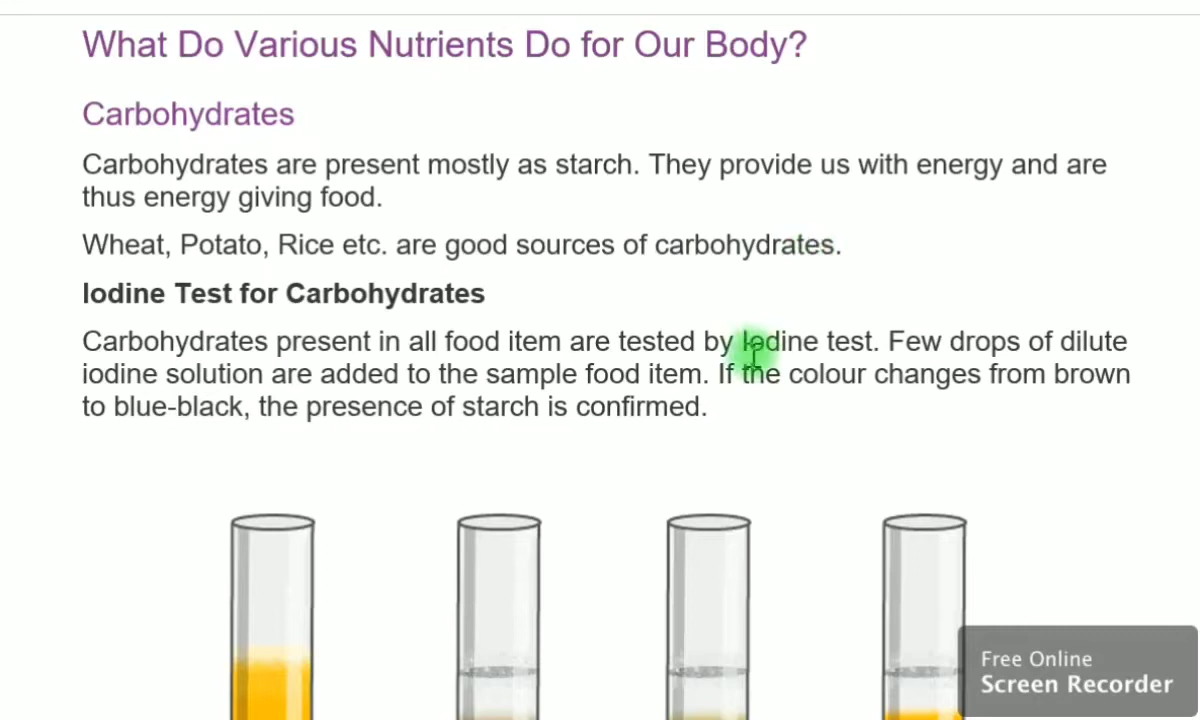 What Do Various Nutrients Do for Our Body?
Carbohydrates
Carbohydrates are present mostly as starch. They provide us with energy and are
thus energy giving food.
Wheat, Potato, Rice etc. are good sources of carbohydrates.
Iodine Test for Carbohydrates
Carbohydrates present in all food item are tested by Iodine test. Few drops of dilute
iodine solution are added to the sample food item. If the colour changes from brown
to blue-black, the presence of starch is confirmed.
Free Online
Screen Recorder